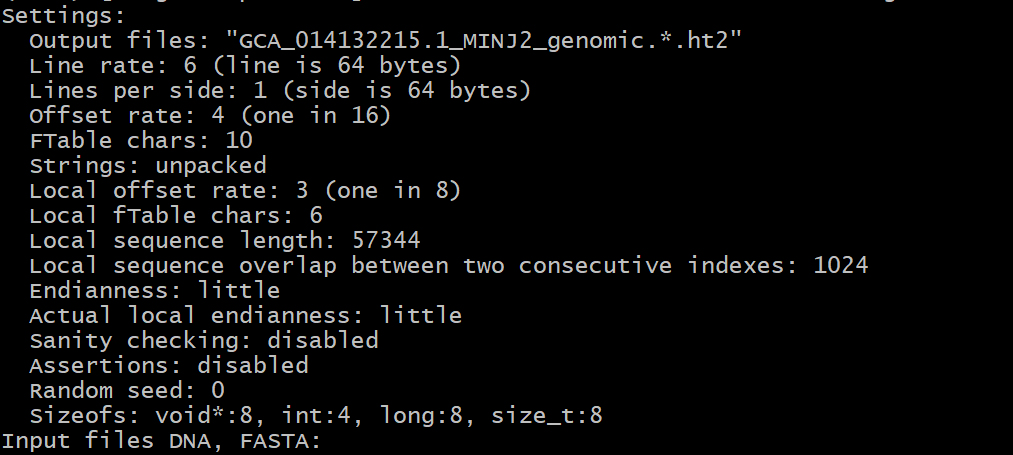 Settings:
  Output files: "GCA_014132215.1_MINJ2_genomic.*.ht2"
  Line rate: 6 (line is 64 bytes)
  Lines per side: 1 (side is 64 bytes)
  Offset rate: 4 (one in 16)
  FTable chars: 10
  Strings: unpacked
  Local offset rate: 3 (one in 8)
  Local fTable chars: 6
  Local sequence length: 57344
  Local sequence overlap between two consecutive indexes: 1024
  Endianness: little
  Actual local endianness: little
  Sanity checking: disabled
  Assertions: disabled
  Random seed: 0
  Sizeofs: void*:8, int:4, long:8, size_t:8
Input files DNA, FASTA: